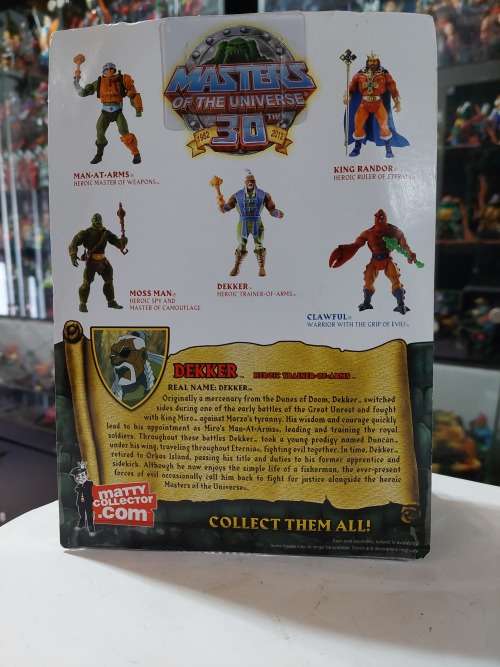 MASTERS
OF THE UNIVERSE
1982 30TH 2012
MAN-AT-ARMS
HEROIC MASTER OF WEAPONS
KING RANDOR
HEROIC RULER OF ETERNIA
MOSS MAN
HEROIC SPY AND
MASTER OF CAMOUFLAGE
DEKKER
HEROIC TRAINER-OF-ARMS
CLAWFUL
WARRIOR WITH THE GRIP OF EVIL!
DEKKER HEROIC TRAINER-OF-ARMS
REAL NAME: DEKKER
Originally a mercenary from the Dunes of Doom, Dekker switched
sides during one of the early battles of the Great Unrest and fought
with King Miro against Marzo's tyranny. His wisdom and courage quickly
lead to his appointment as Miro's Man-At-Arms, leading and training the royal
soldiers. Throughout these battles Dekker took a young prodigy named Duncan
under his wing, traveling throughout Eternia, fighting evil together. In time, Dekker
retired to Orkas Island, passing his title and duties to his former apprentice and
sidekick. Although he now enjoys the simple life of a fisherman, the ever-present
forces of evil occasionally call him back to fight for justice alongside the heroic
Masters of the Universe.
MATTY
COLLECTOR
.COM
COLLECT THEM ALL!